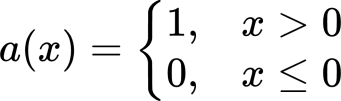 a(x) = { 1, x > 0
0, x ≤ 0